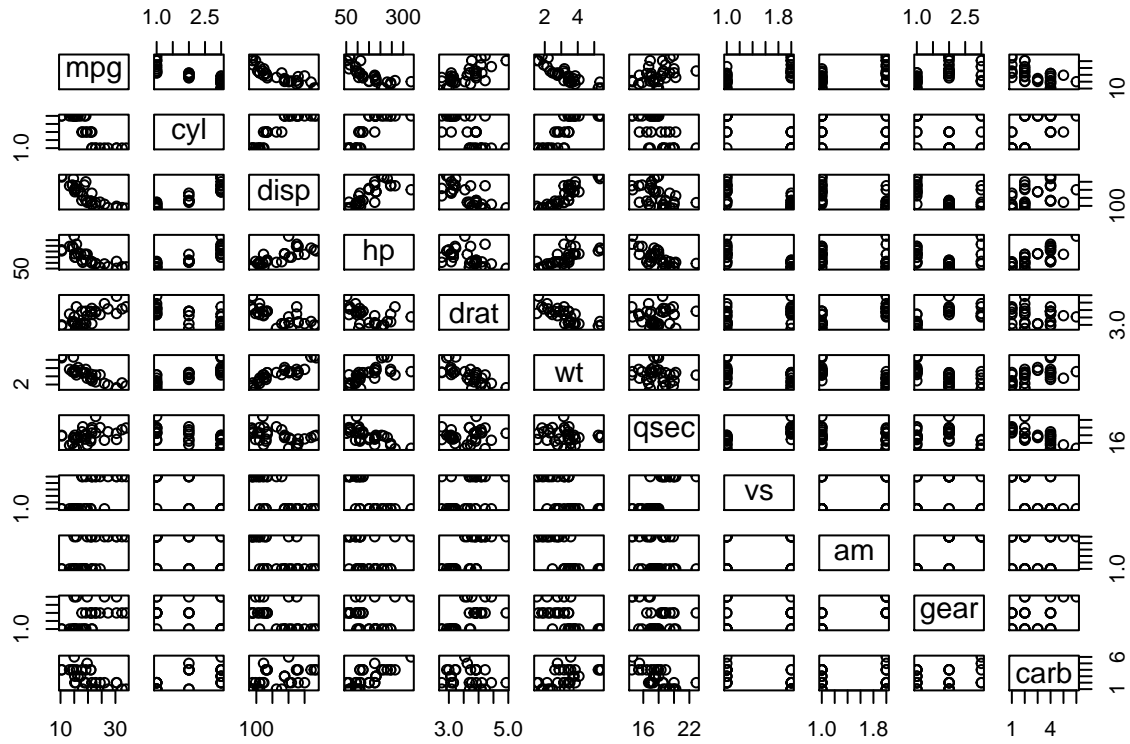 1.0 2.5 50 300 2 4 1.0 1.8 1.0 2.5
mpg 10
1.0 cyl
disp 100
50 hp
drat 3.0
2 wt
qsec 16
1.0 vs
am 1.0
1.0 gear
carb 1 6
10 30 100 3.0 5.0 16 22 1.0 1.8 1 4